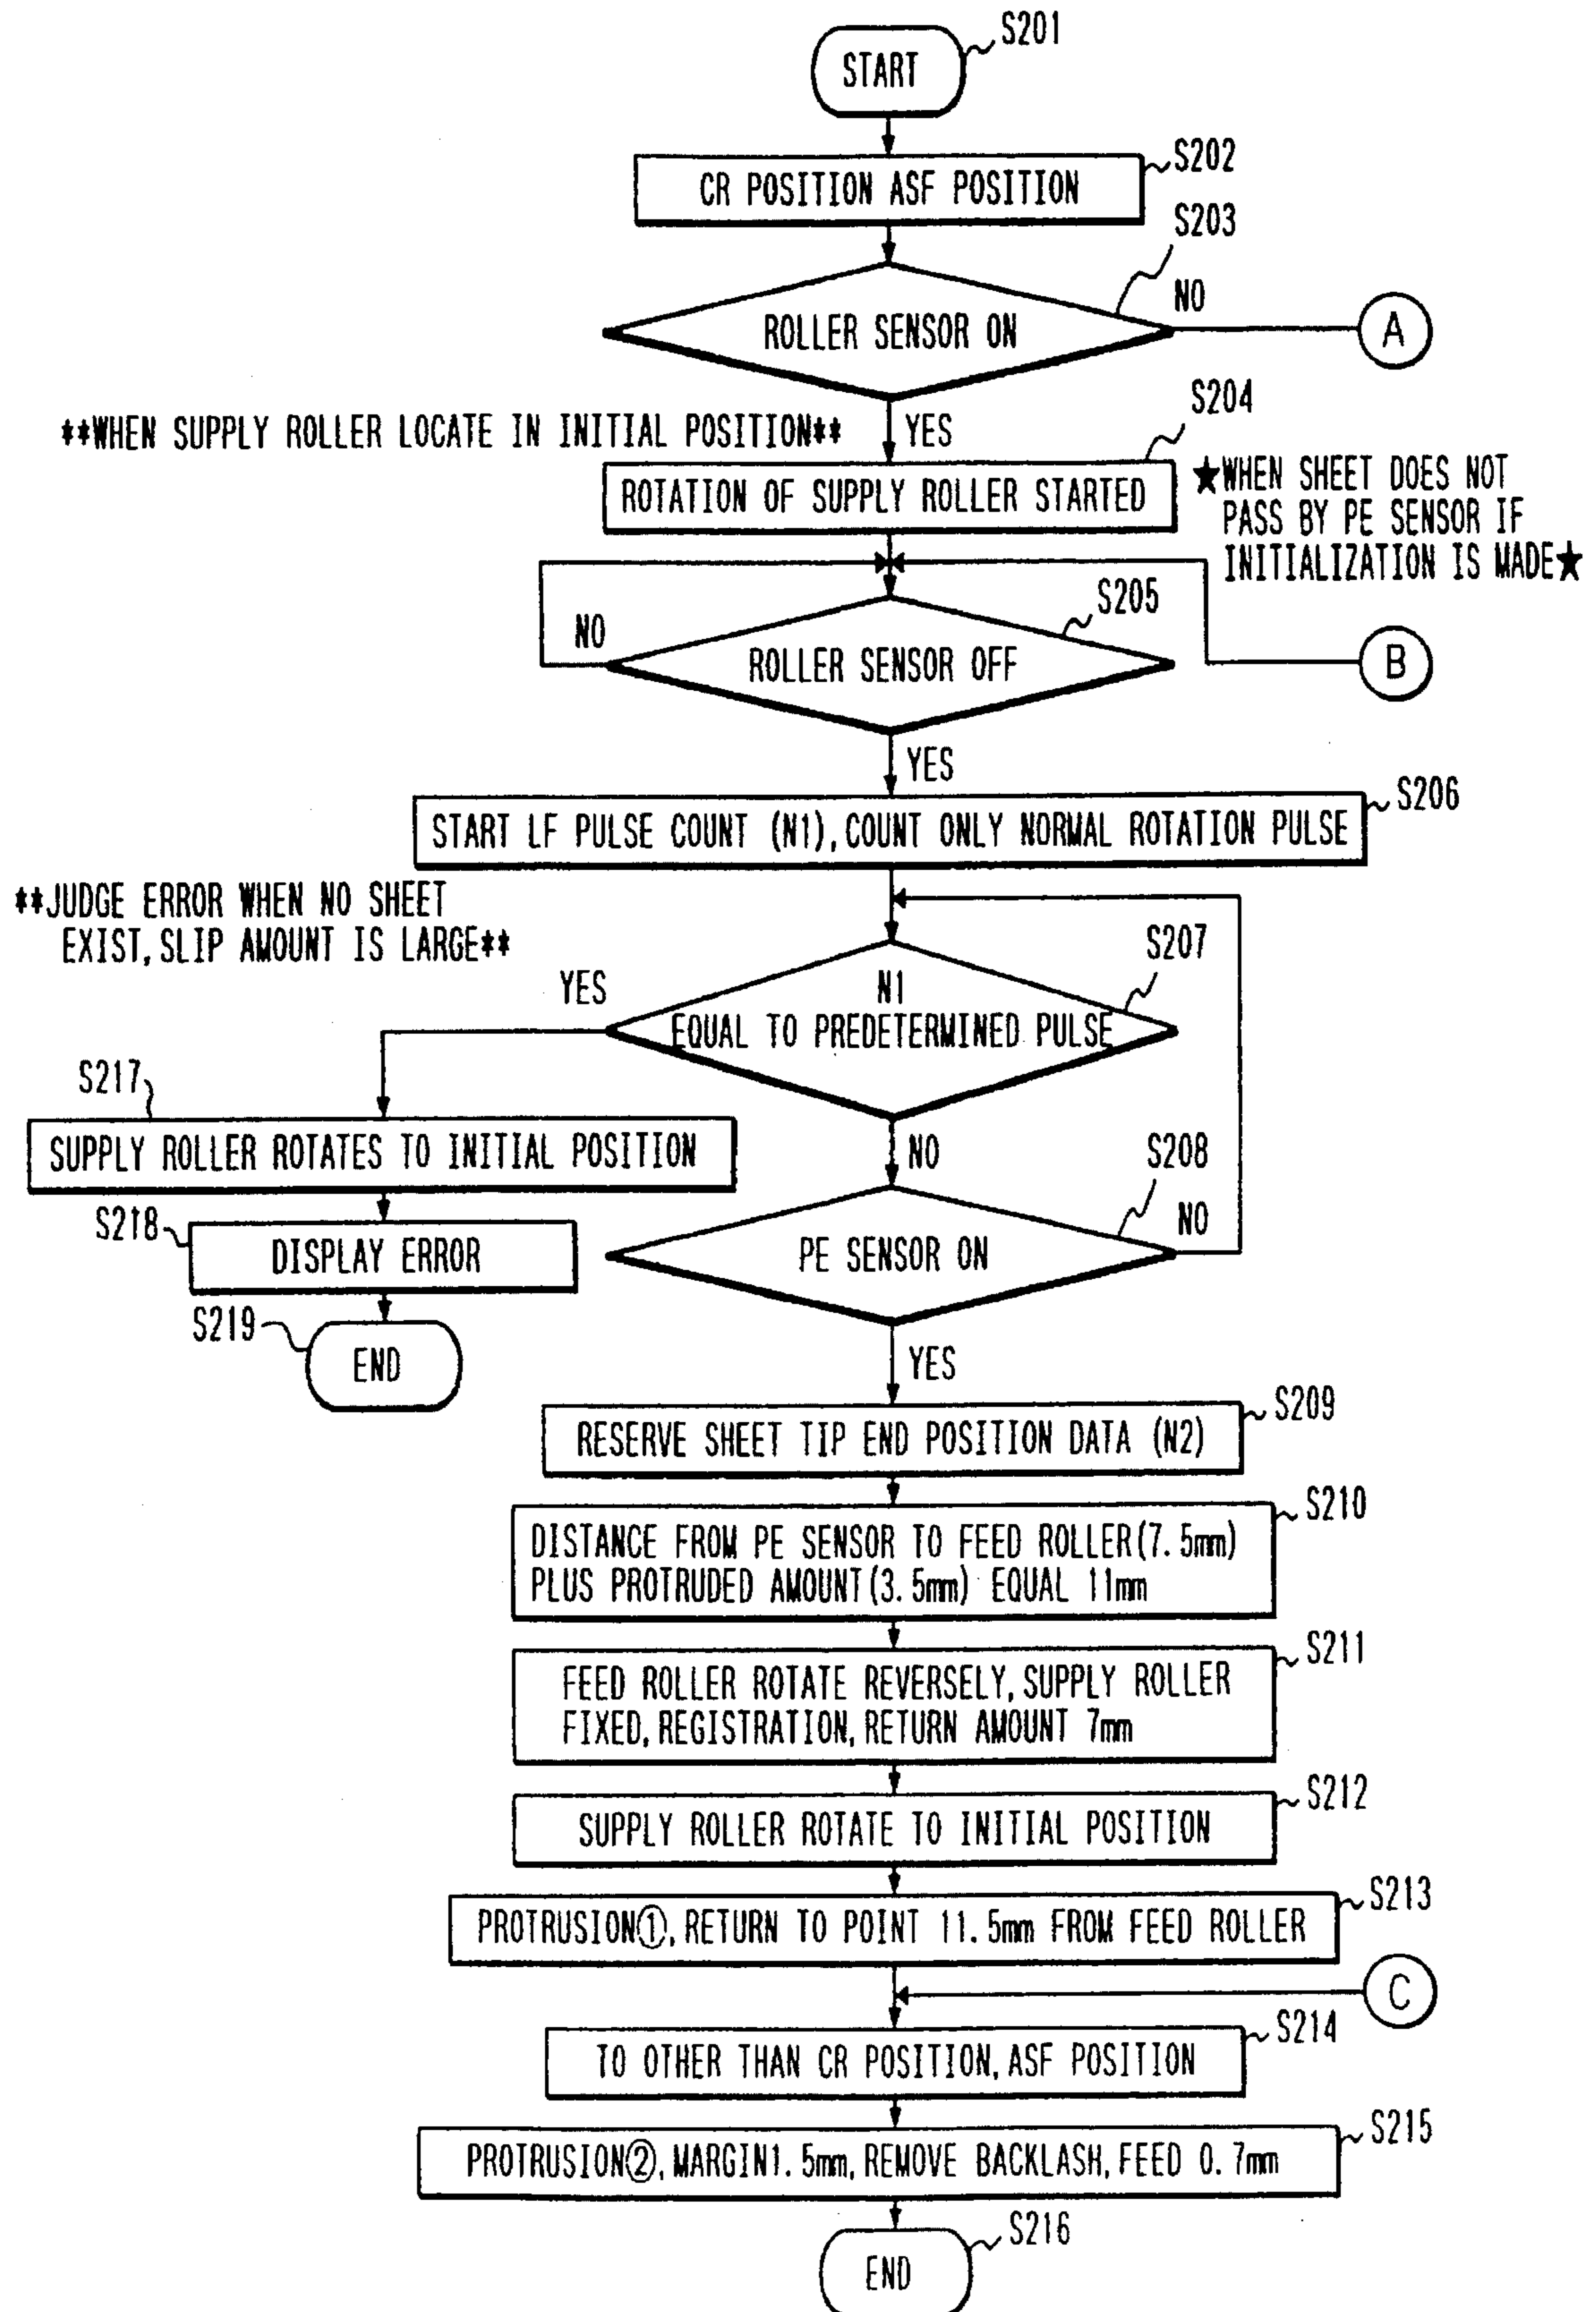 START
S201
CR POSITION ASF POSITION
S202
S203
ROLLER SENSOR ON
NO
A
**WHEN SUPPLY ROLLER LOCATE IN INITIAL POSITION**
YES
S204
ROTATION OF SUPPLY ROLLER STARTED
★WHEN SHEET DOES NOT
PASS BY PE SENSOR IF
INITIALIZATION IS MADE★
S205
NO
ROLLER SENSOR OFF
B
YES
S206
START LF PULSE COUNT (N1), COUNT ONLY NORMAL ROTATION PULSE
**JUDGE ERROR WHEN NO SHEET
EXIST, SLIP AMOUNT IS LARGE**
S207
YES
N1
EQUAL TO PREDETERMINED PULSE
S217
SUPPLY ROLLER ROTATES TO INITIAL POSITION
NO
S208
S218
DISPLAY ERROR
PE SENSOR ON
NO
S219
END
YES
S209
RESERVE SHEET TIP END POSITION DATA (N2)
S210
DISTANCE FROM PE SENSOR TO FEED ROLLER(7.5mm)
PLUS PROTRUDED AMOUNT(3.5mm) EQUAL 11mm
S211
FEED ROLLER ROTATE REVERSELY, SUPPLY ROLLER
FIXED, REGISTRATION, RETURN AMOUNT 7mm
S212
SUPPLY ROLLER ROTATE TO INITIAL POSITION
S213
PROTRUSION①, RETURN TO POINT 11.5mm FROM FEED ROLLER
C
S214
TO OTHER THAN CR POSITION, ASF POSITION
S215
PROTRUSION②, MARGIN1.5mm, REMOVE BACKLASH, FEED 0.7mm
S216
END